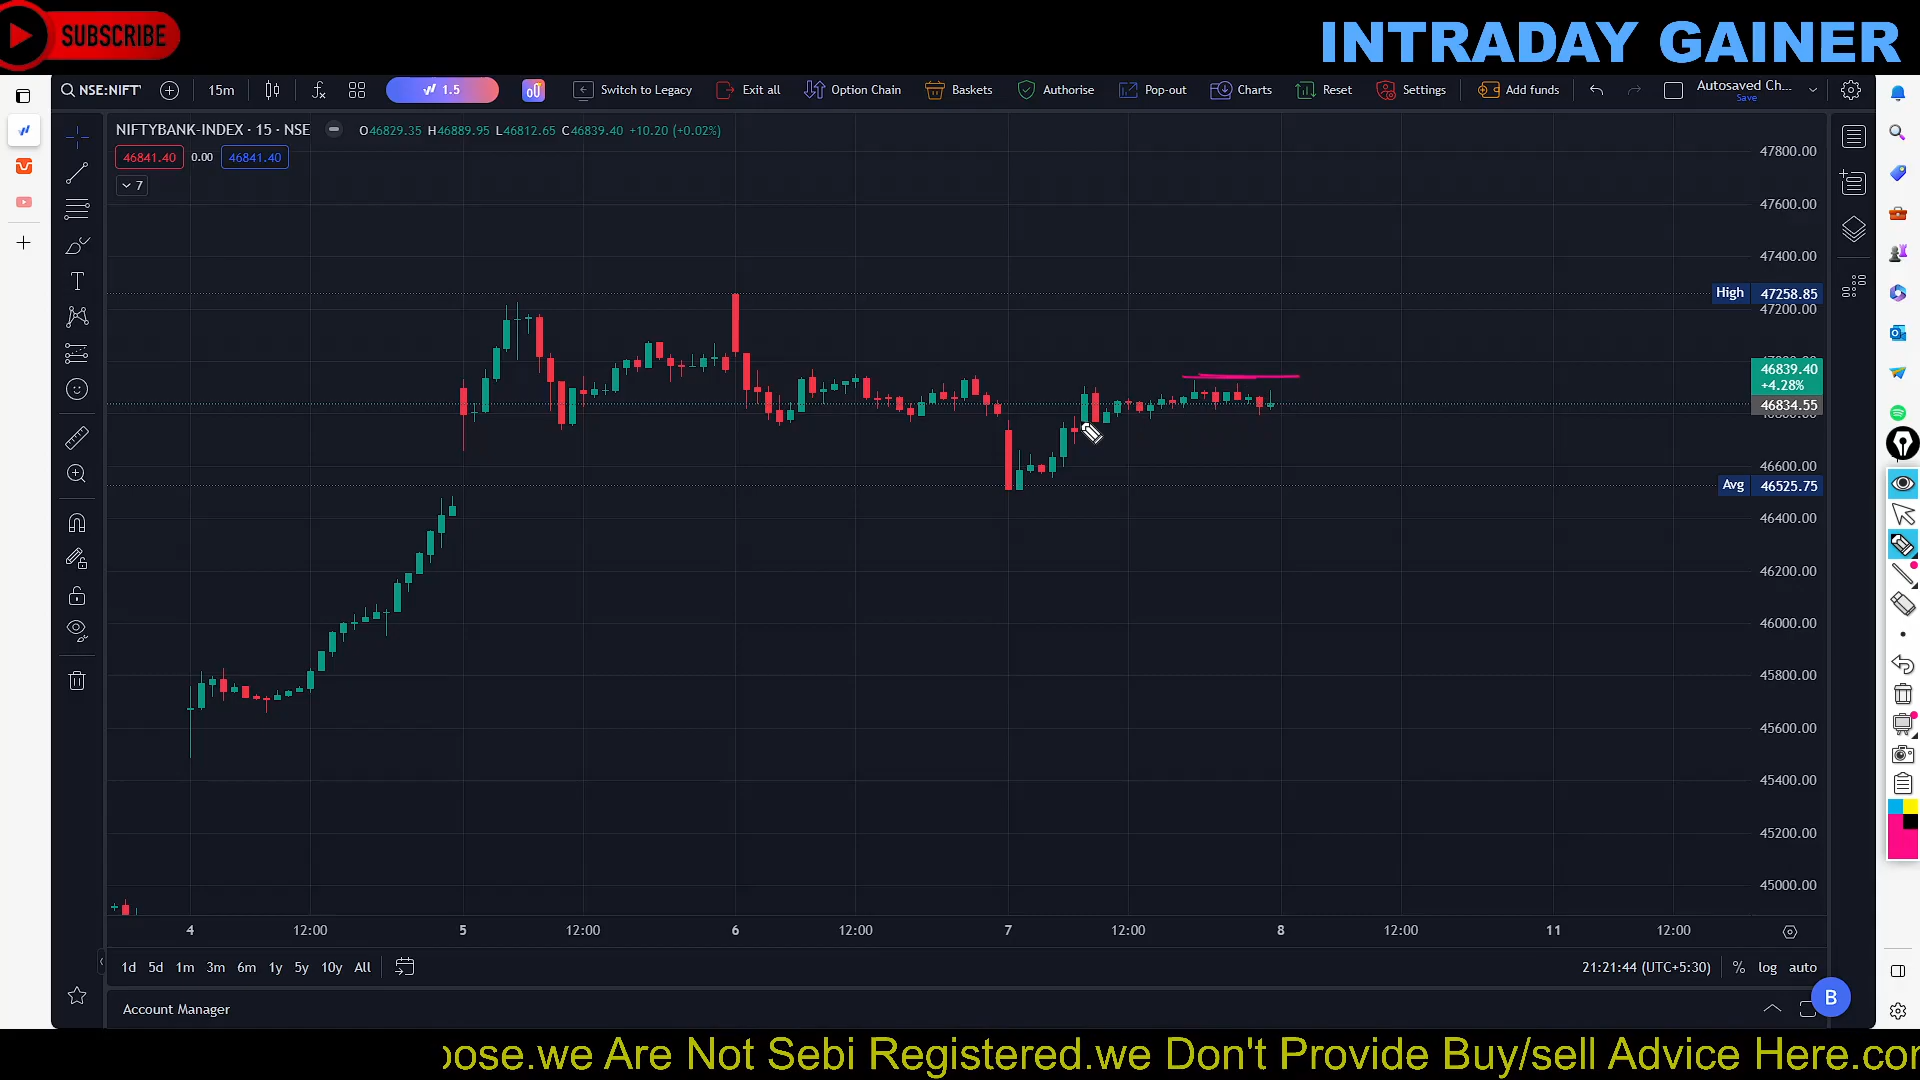 SUBSCRIBE
INTRADAY GAINER
NSE:NIFT
15m
1.5
Switch to Legacy
Exit all
Option Chain
Baskets
Authorise
Pop-out
Charts
Reset
Settings
Add funds
Autosaved Ch...
Save
NIFTYBANK-INDEX · 15 · NSE
O46829.35 H46889.95 L46812.65 C46839.40 +10.20 (+0.02%)
46841.40 0.00 46841.40
7
47800.00
47600.00
47400.00
High 47258.85
47200.00
46839.40
+4.28%
46834.55
46600.00
Avg 46525.75
46400.00
46200.00
46000.00
45800.00
45600.00
45400.00
45200.00
45000.00
4 12:00 5 12:00 6 12:00 7 12:00 8 12:00 11 12:00
1d 5d 1m 3m 6m 1y 5y 10y All
21:21:44 (UTC+5:30) % log auto
Account Manager
B
pose.we Are Not Sebi Registered.we Don't Provide Buy/sell Advice Here.cor